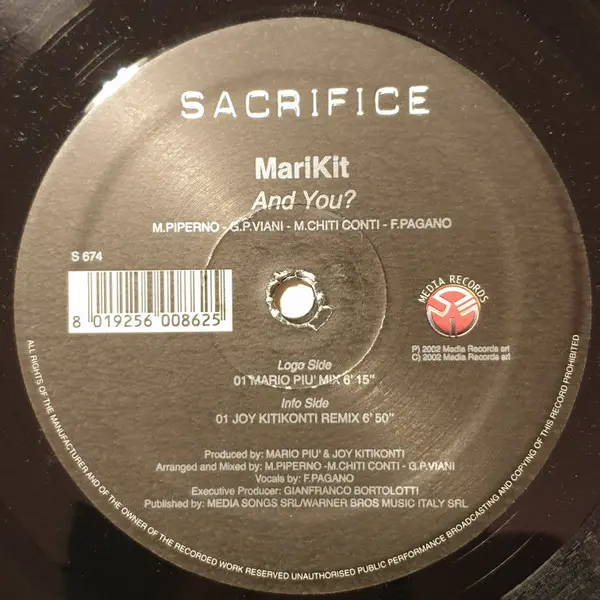 SACRIFICE
MariKit
And You?
M.PIPERNO - G.P.VIANI - M.CHITI CONTI - F.PAGANO
S 674
8 019256 008625
MEDIA RECORDS
P) 2002 Media Records srl
C) 2002 Media Records srl
Logo Side
01 MARIO PIU' MIX 6' 15"
Info Side
01 JOY KITIKONTI REMIX 6' 50"
Produced by: MARIO PIU' & JOY KITIKONTI
Arranged and Mixed by: M.PIPERNO -M.CHITI CONTI - G.P.VIANI
Vocals by: F.PAGANO
Executive Producer: GIANFRANCO BORTOLOTTI
Published by: MEDIA SONGS SRL/WARNER BROS MUSIC ITALY SRL
ALL RIGHTS OF THE MANUFACTURER AND OF THE OWNER OF THE RECORDED WORK RESERVED UNAUTHORISED PUBLIC PERFORMANCE BROADCASTING AND COPYING OF THIS RECORD PROHIBITED